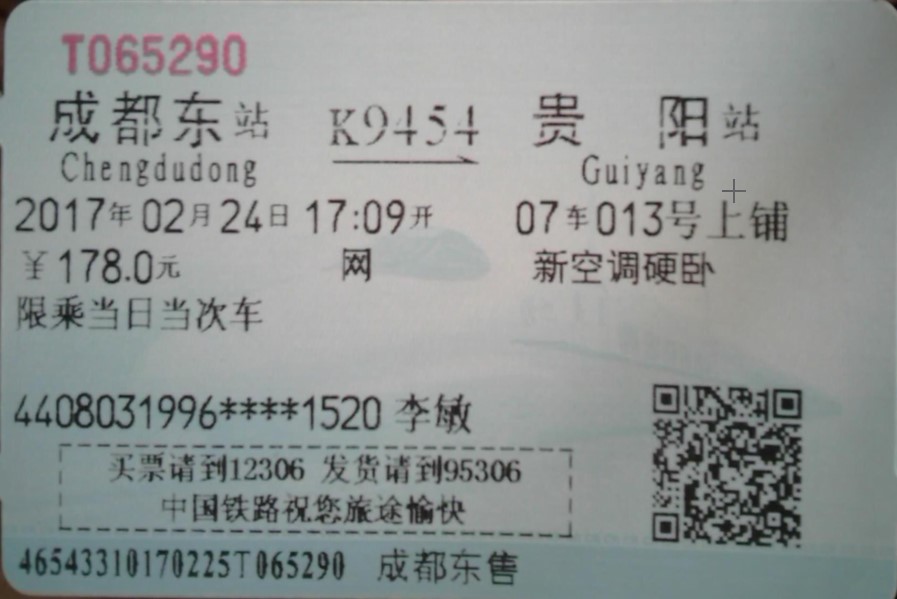 T065290
成都东站 K9454 贵阳站
Chengdudong Guiyang
2017年02月24日 17:09开 07车013号上铺
￥178.0元 网 新空调硬卧
限乘当日当次车
4408031996****1520 李敏
买票请到12306 发货请到95306
中国铁路祝您旅途愉快
46543310170225T065290 成都东售